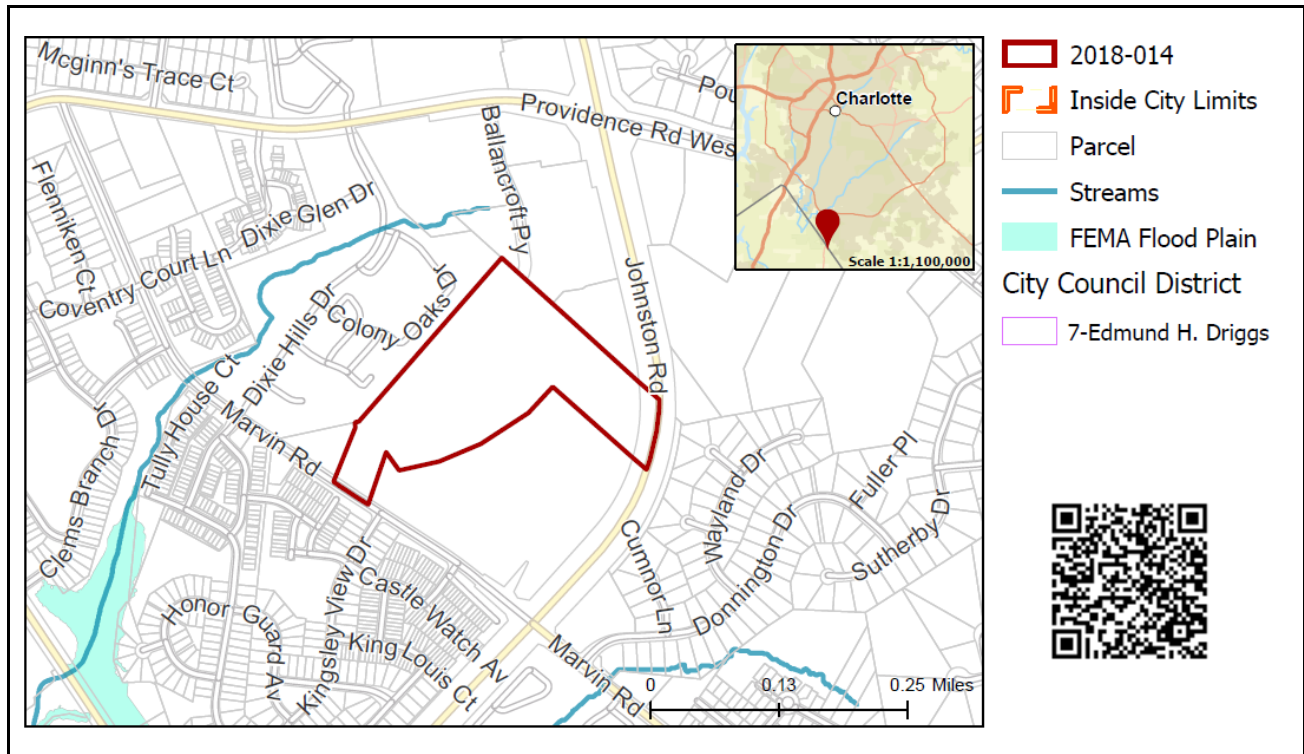 Mcginn's Trace Ct
Providence Rd Wes
Pou
Charlotte
Scale 1:1,100,000
Ballancroft Py
Flenniken Ct
Dixie Glen Dr
Coventry Court Ln
Johnston Rd
Colony Oaks Dr
Dixie Hills Dr
Tully House Ct
Marvin Rd
Clems Branch Dr
Wayland Dr
Fuller Pl
Sutherby Dr
Donnington Dr
Cumnor Ln
Castle Watch Av
Kingsley View Dr
Honor Guard Av
King Louis Ct
Marvin Rd
0 0.13 0.25 Miles
2018-014
Inside City Limits
Parcel
Streams
FEMA Flood Plain
City Council District
7-Edmund H. Driggs